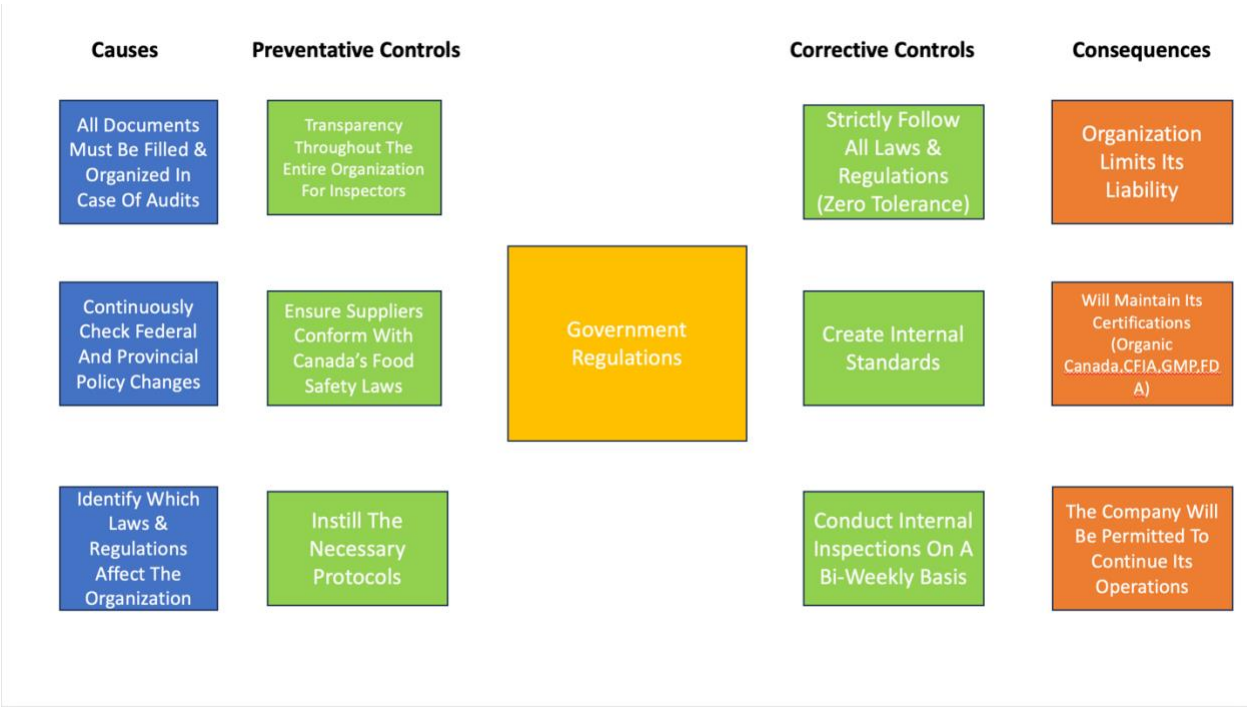 Causes
Preventative Controls
Corrective Controls
Consequences
All Documents
Must Be Filled &
Organized In
Case Of Audits
Transparency
Throughout The
Entire Organization
For Inspectors
Strictly Follow
All Laws &
Regulations
(Zero Tolerance)
Organization
Limits Its
Liability
Continuously
Check Federal
And Provincial
Policy Changes
Ensure Suppliers
Conform With
Canada's Food
Safety Laws
Government
Regulations
Create Internal
Standards
Will Maintain Its
Certifications
(Organic
Canada,CFIA,GMP,FD
A)
Identify Which
Laws &
Regulations
Affect The
Organization
Instill The
Necessary
Protocols
Conduct Internal
Inspections On A
Bi-Weekly Basis
The Company Will
Be Permitted To
Continue Its
Operations